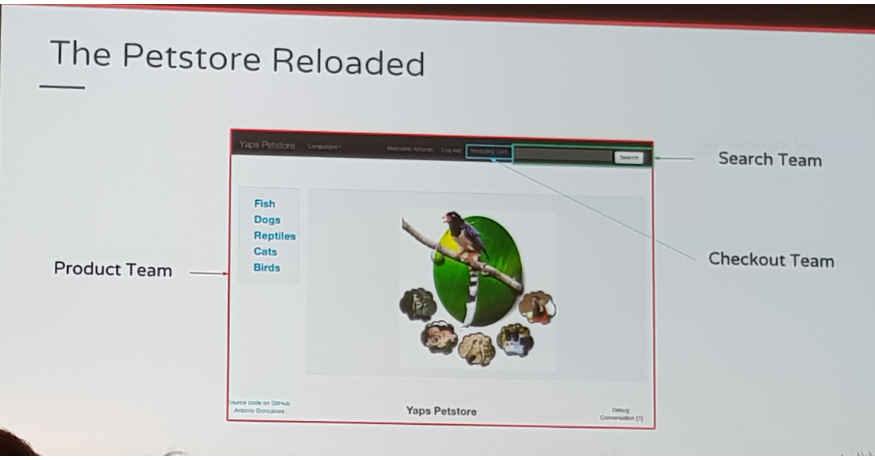 The Petstore Reloaded
Yaps Petstore
Languages
Welcome Antonio
Log out
Shopping Cart
Search
Search Team
Fish
Dogs
Reptiles
Cats
Birds
Product Team
Checkout Team
Source code on GitHub
Antonio Goncalves
Yaps Petstore
Debug
Conversation [1]